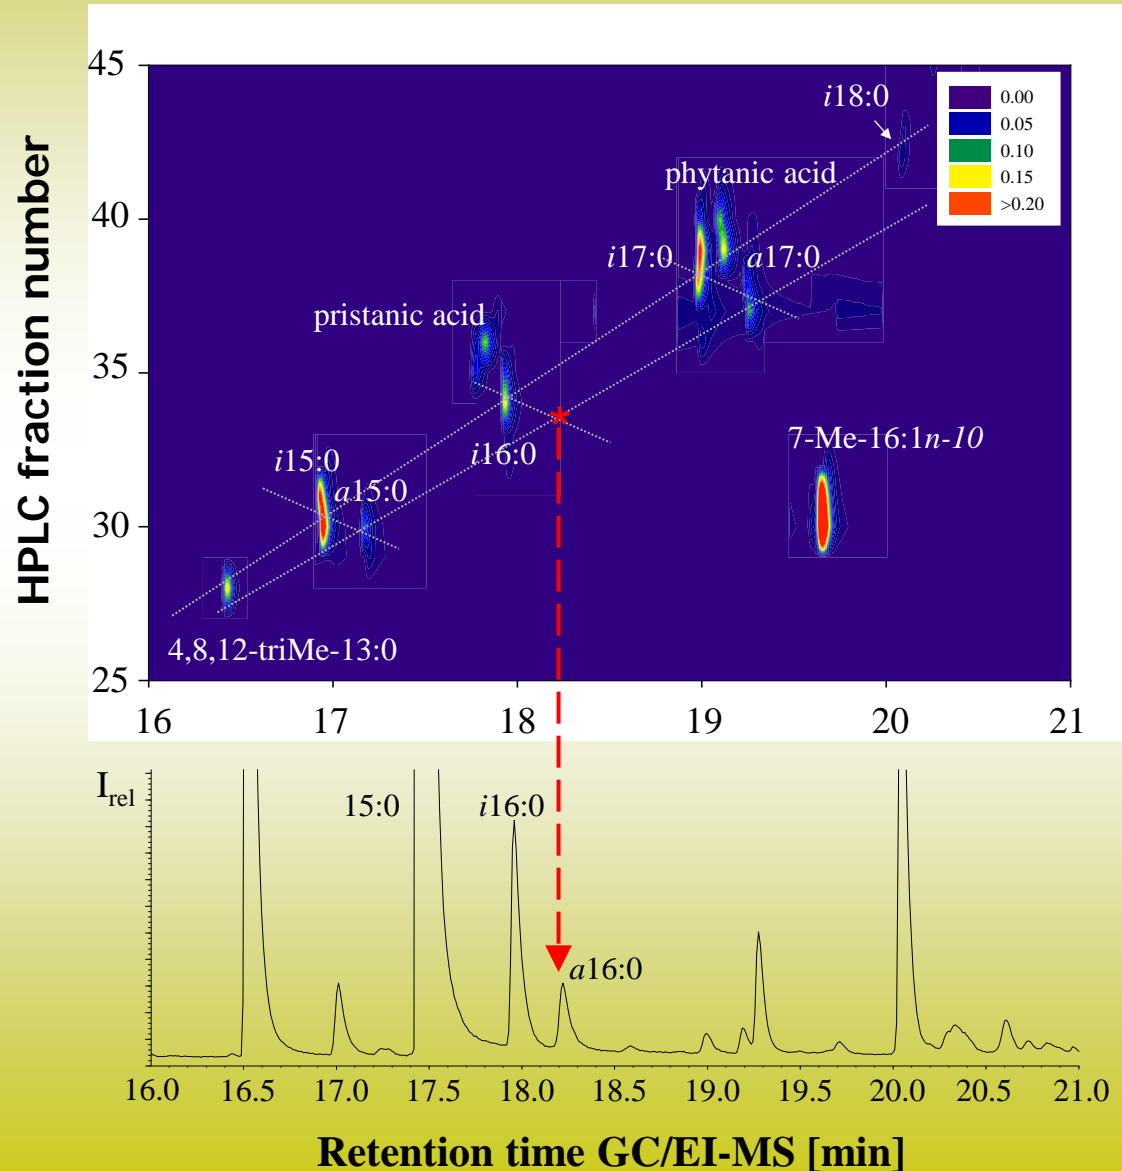 45
i18:0
0.00
0.05
0.10
0.15
>0.20
phytanic acid
40
i17:0
a17:0
pristanic acid
35
7-Me-16:1n-10
*
i16:0
i15:0
a15:0
30
4,8,12-triMe-13:0
25
HPLC fraction number
16 17 18 19 20 21
Irel
15:0
i16:0
a16:0
16.0 16.5 17.0 17.5 18.0 18.5 19.0 19.5 20.0 20.5 21.0
Retention time GC/EI-MS [min]